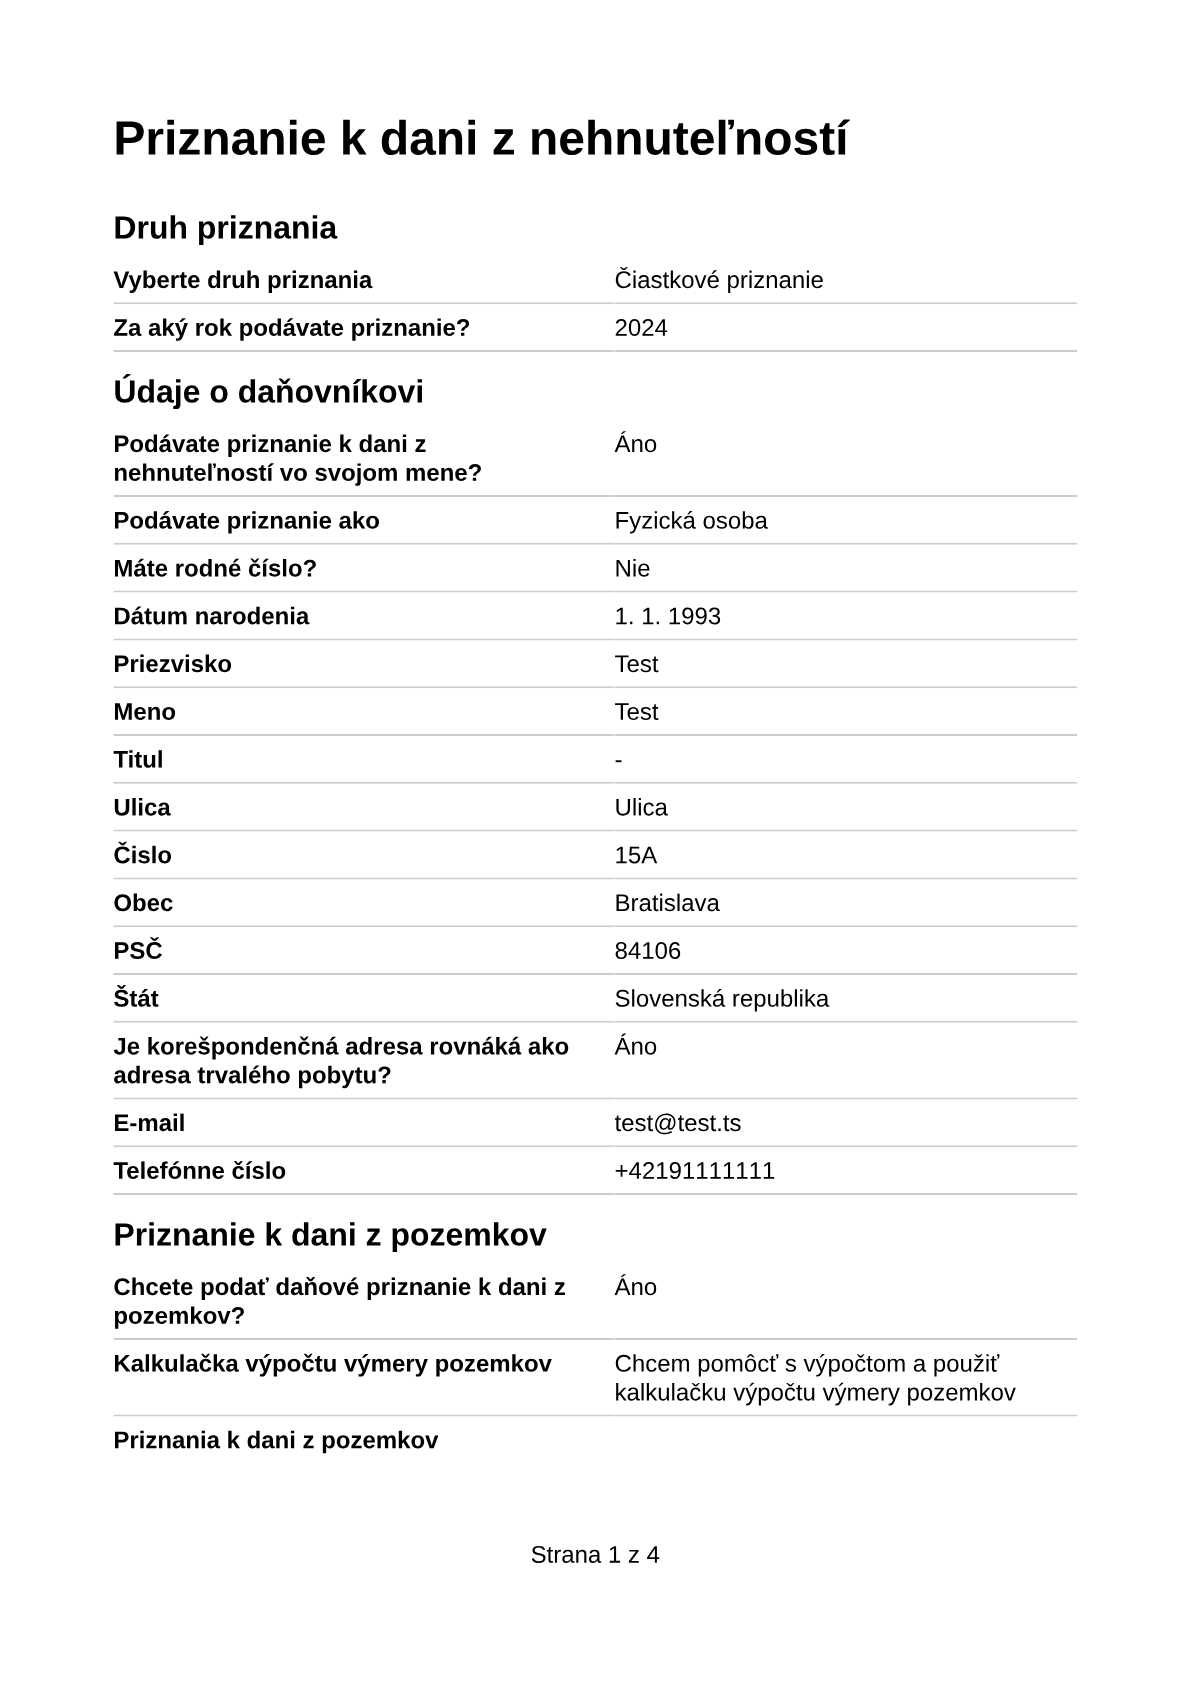 Priznanie k dani z nehnuteľností
Druh priznania
Vyberte druh priznania Čiastkové priznanie
Za aký rok podávate priznanie? 2024
Údaje o daňovníkovi
Podávate priznanie k dani z Áno
nehnuteľností vo svojom mene?
Podávate priznanie ako Fyzická osoba
Máte rodné číslo? Nie
Dátum narodenia 1. 1. 1993
Priezvisko Test
Meno Test
Titul -
Ulica Ulica
Čislo 15A
Obec Bratislava
PSČ 84106
Štát Slovenská republika
Je korešpondenčná adresa rovnáká ako Áno
adresa trvalého pobytu?
E-mail test@test.ts
Telefónne číslo +42191111111
Priznanie k dani z pozemkov
Chcete podať daňové priznanie k dani z Áno
pozemkov?
Kalkulačka výpočtu výmery pozemkov Chcem pomôcť s výpočtom a použiť
kalkulačku výpočtu výmery pozemkov
Priznania k dani z pozemkov
Strana 1 z 4